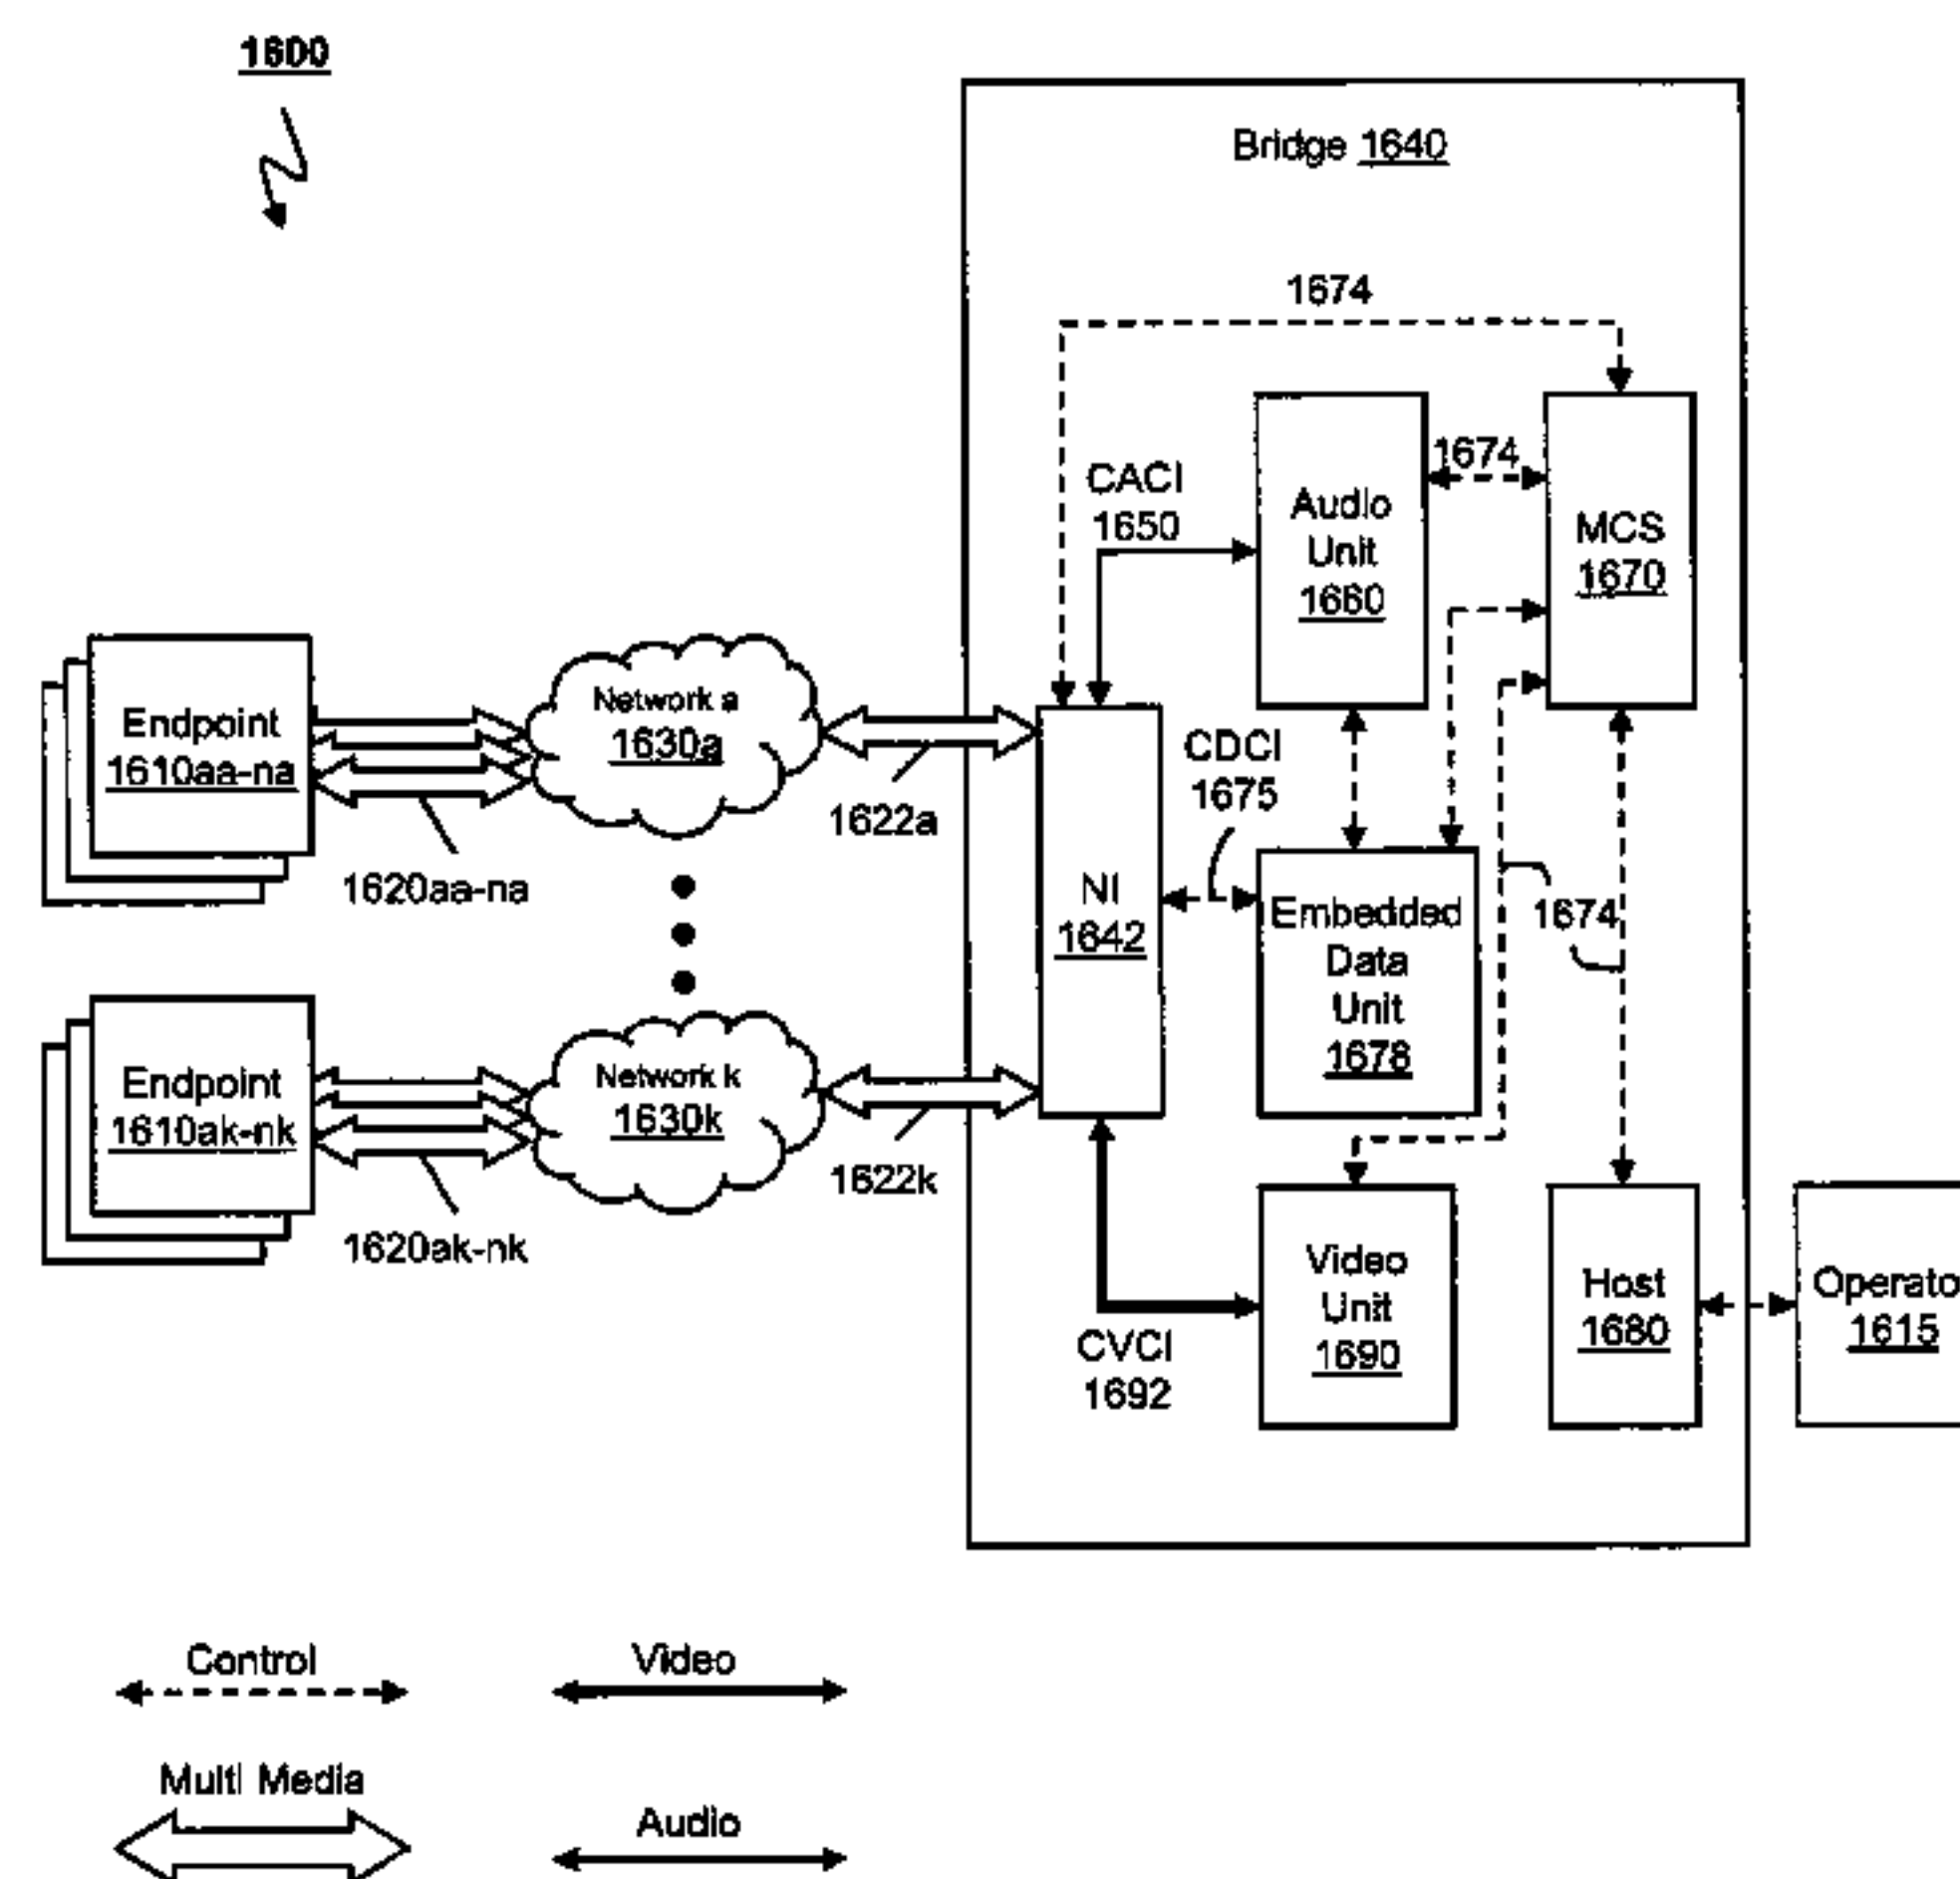 1600
Bridge 1640
1674
CACI
1650
Audio
Unit
1660
1674
MCS
1670
Endpoint
1610aa-na
1620aa-na
Network a
1630a
1622a
CDCI
1675
NI
1642
Embedded
Data
Unit
1678
1674
Endpoint
1610ak-nk
1620ak-nk
Network k
1630k
1622k
CVCI
1692
Video
Unit
1690
Host
1680
Operato
1615
Control
Video
Multi Media
Audio